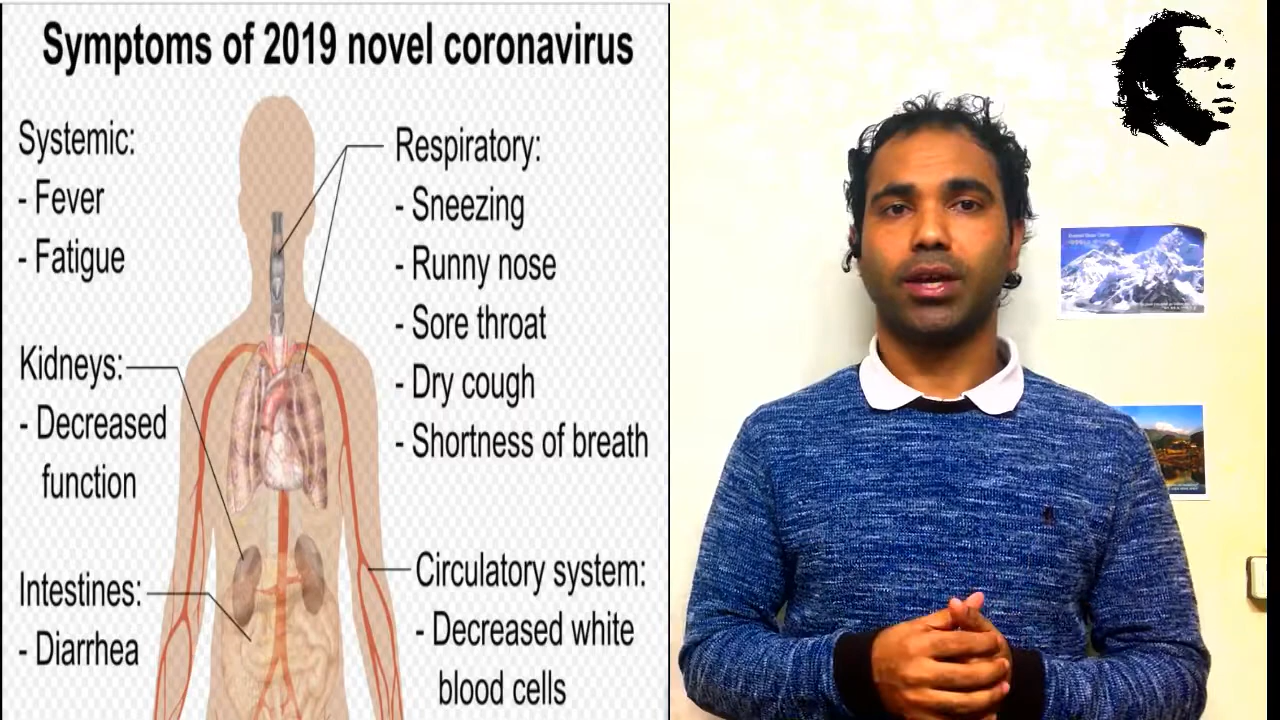 Symptoms of 2019 novel coronavirus
Systemic:
- Fever
- Fatigue
Respiratory:
- Sneezing
- Runny nose
- Sore throat
- Dry cough
- Shortness of breath
Kidneys:
- Decreased
function
Intestines:
- Diarrhea
Circulatory system:
- Decreased white
blood cells